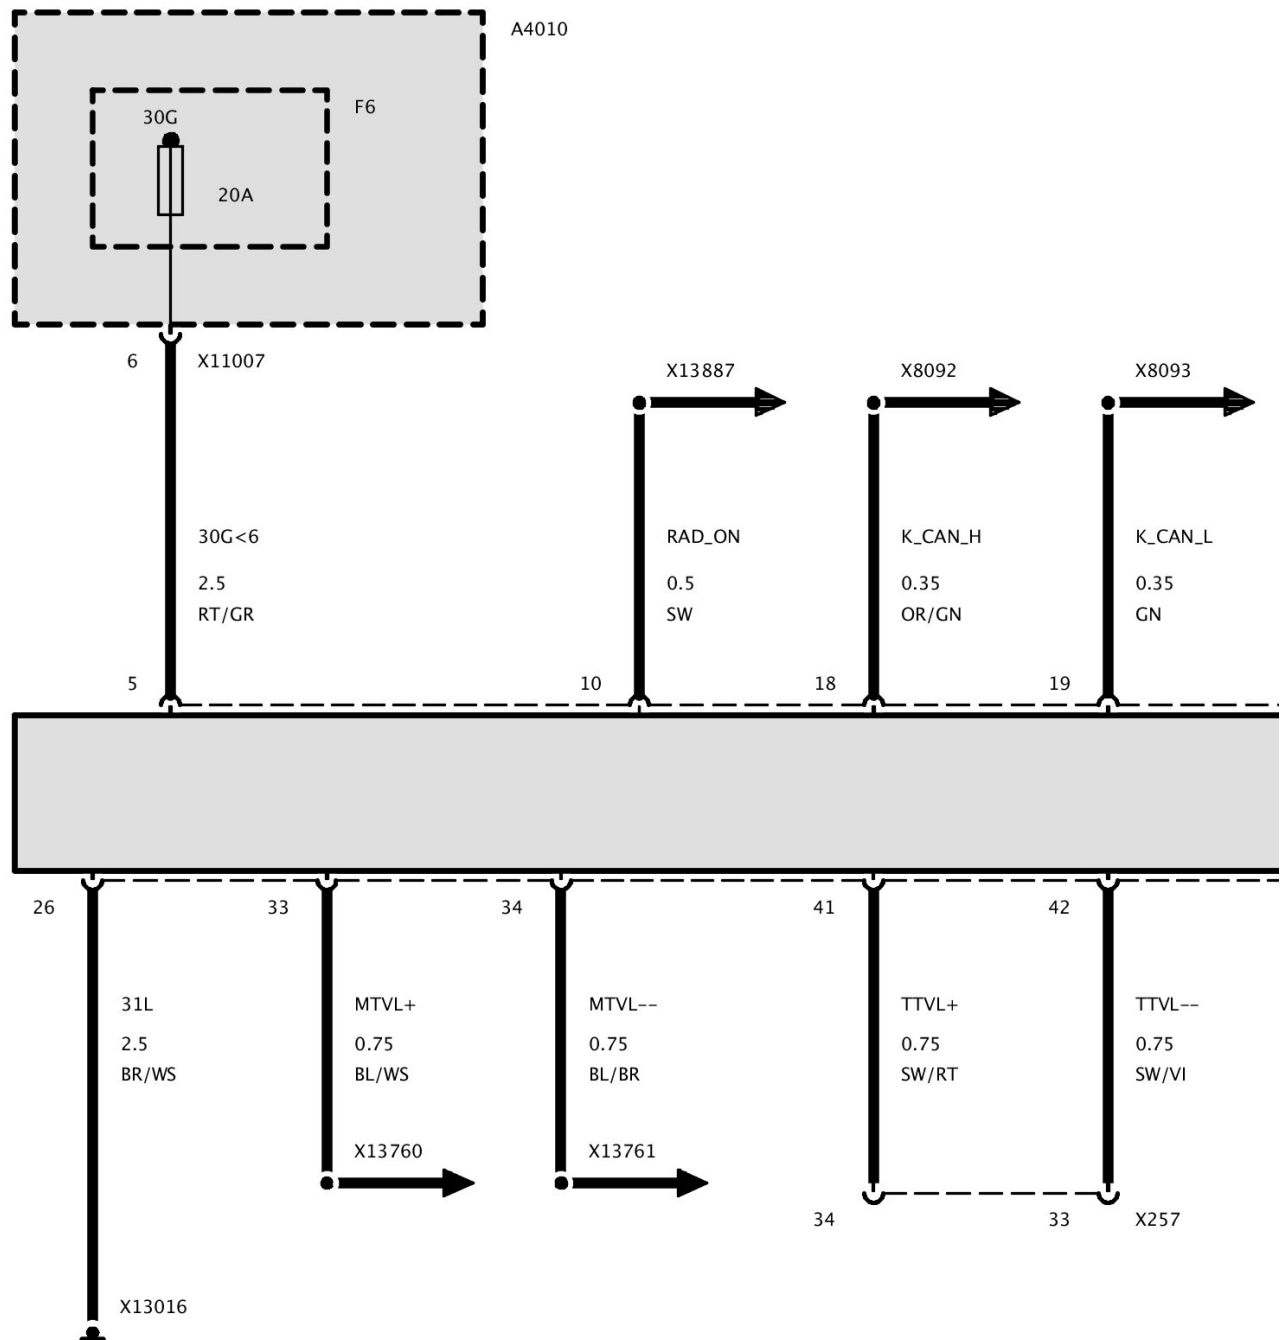 A4010
F6
30G
20A
6 X11007
X13887 X8092 X8093
30G<6 RAD_ON K_CAN_H K_CAN_L
2.5 0.5 0.35 0.35
RT/GR SW OR/GN GN
5 10 18 19
26 33 34 41 42
31L MTVL+ MTVL-- TTVL+ TTVL--
2.5 0.75 0.75 0.75 0.75
BR/WS BL/WS BL/BR SW/RT SW/VI
X13760 X13761
34 33 X257
X13016